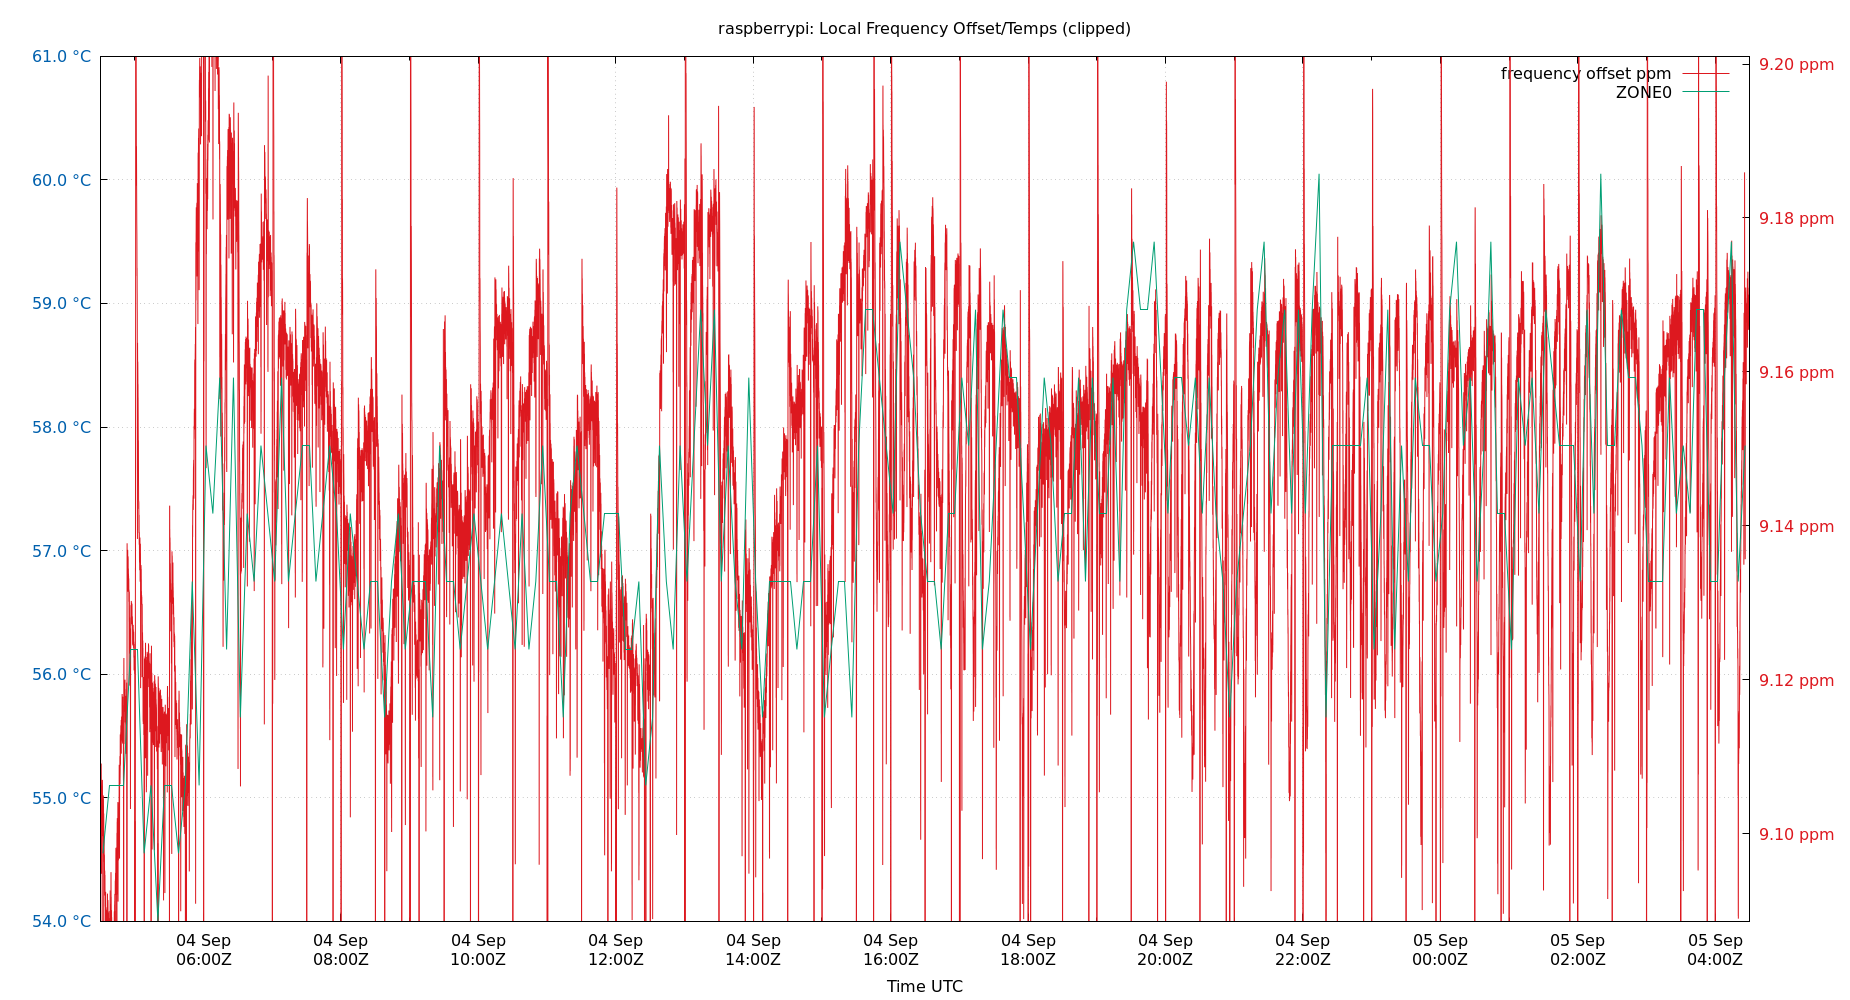 raspberrypi: Local Frequency Offset/Temps (clipped)
61.0 °C
60.0 °C
59.0 °C
58.0 °C
57.0 °C
56.0 °C
55.0 °C
54.0 °C
frequency offset ppm
ZONE0
9.20 ppm
9.18 ppm
9.16 ppm
9.14 ppm
9.12 ppm
9.10 ppm
04 Sep
06:00Z
04 Sep
08:00Z
04 Sep
10:00Z
04 Sep
12:00Z
04 Sep
14:00Z
04 Sep
16:00Z
04 Sep
18:00Z
04 Sep
20:00Z
04 Sep
22:00Z
05 Sep
00:00Z
05 Sep
02:00Z
05 Sep
04:00Z
Time UTC